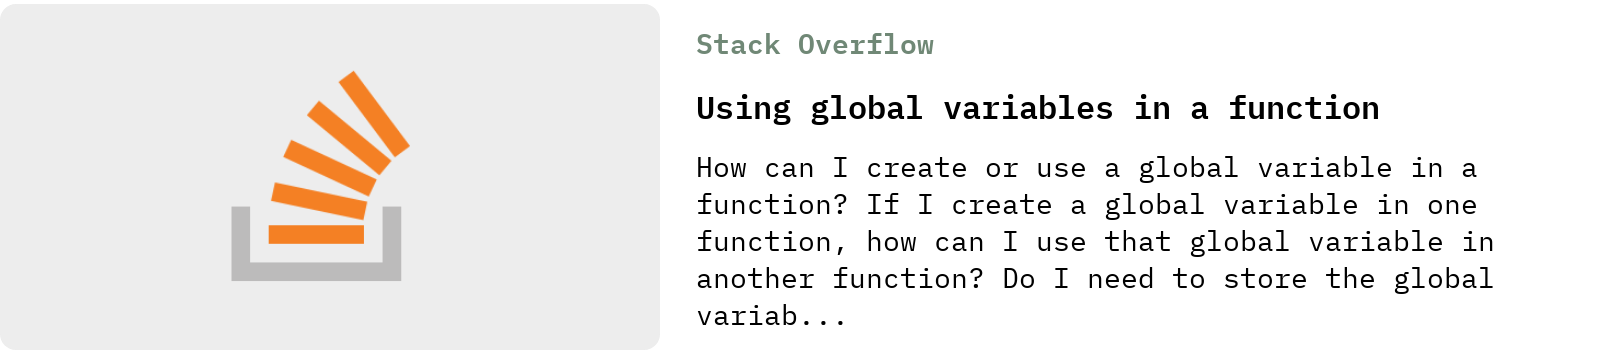 Stack Overflow
Using global variables in a function
How can I create or use a global variable in a
function? If I create a global variable in one
function, how can I use that global variable in
another function? Do I need to store the global
variab...